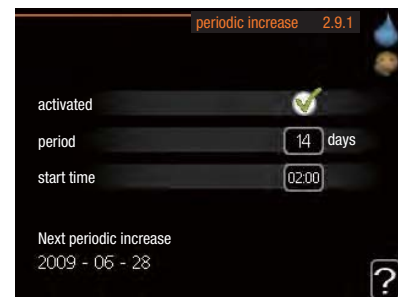 periodic increase 2.9.1
activated
period 14 days
start time 02:00
Next periodic increase
2009 - 06 - 28
?